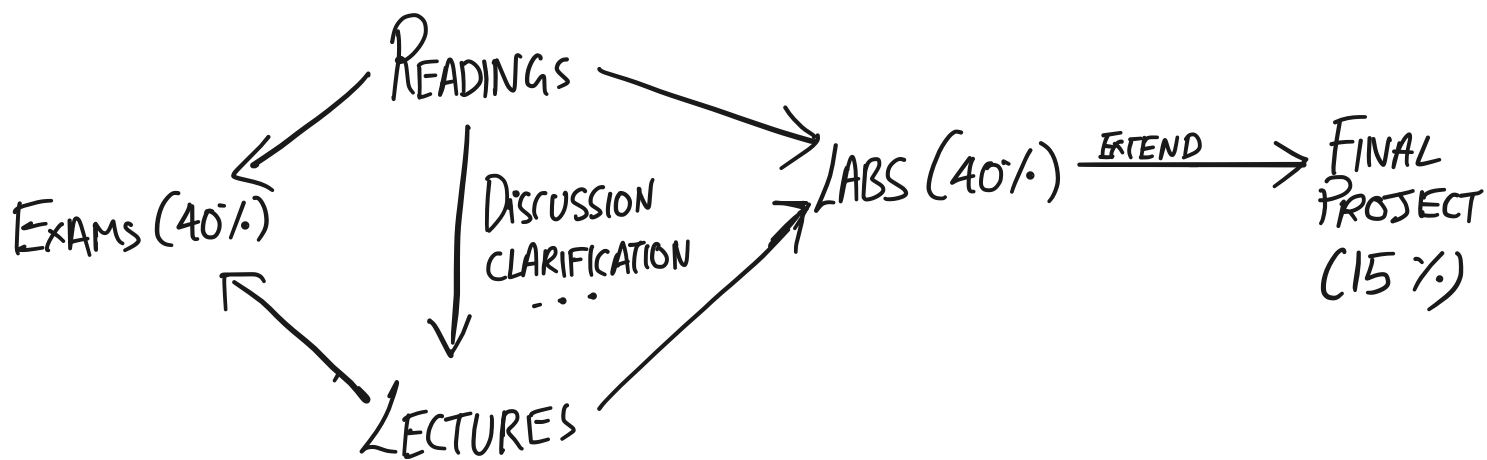 READINGS
EXAMS (40%)
DISCUSSION
CLARIFICATION
...
LECTURES
LABS (40%)
EXTEND
FINAL
PROJECT
(15 %)